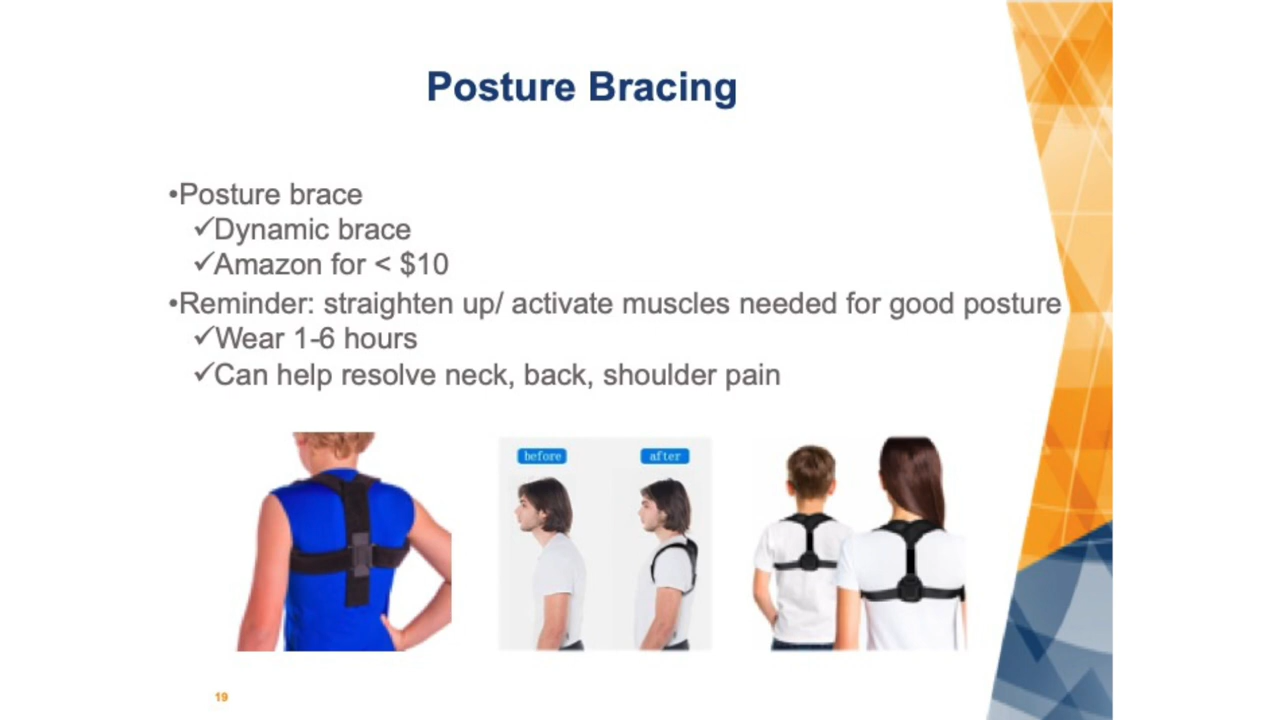 Posture Bracing
•Posture brace
✓Dynamic brace
✓Amazon for < $10
•Reminder: straighten up/ activate muscles needed for good posture
✓Wear 1-6 hours
✓Can help resolve neck, back, shoulder pain
before
after
19